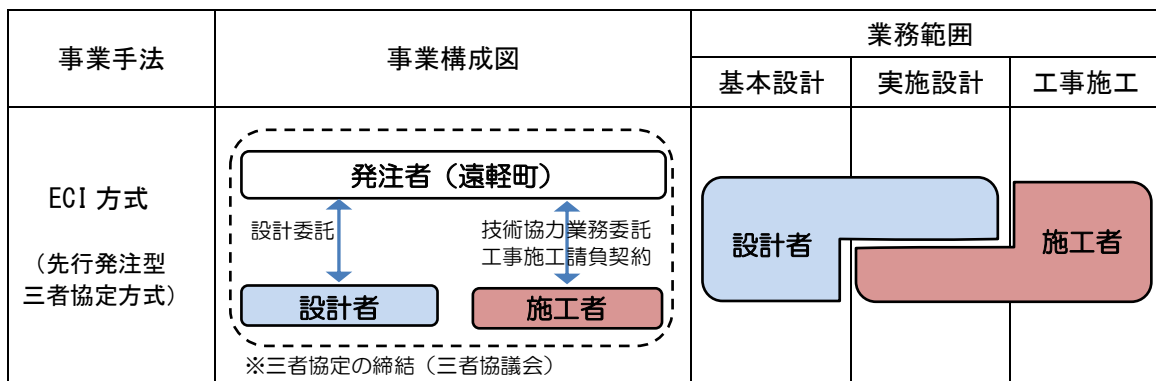 事業手法
事業構成図
業務範囲
基本設計
実施設計
工事施工
ECI 方式
（先行発注型
三者協定方式）
発注者（遠軽町）
設計委託
技術協力業務委託
工事施工請負契約
設計者
施工者
※三者協定の締結（三者協議会）
設計者
施工者